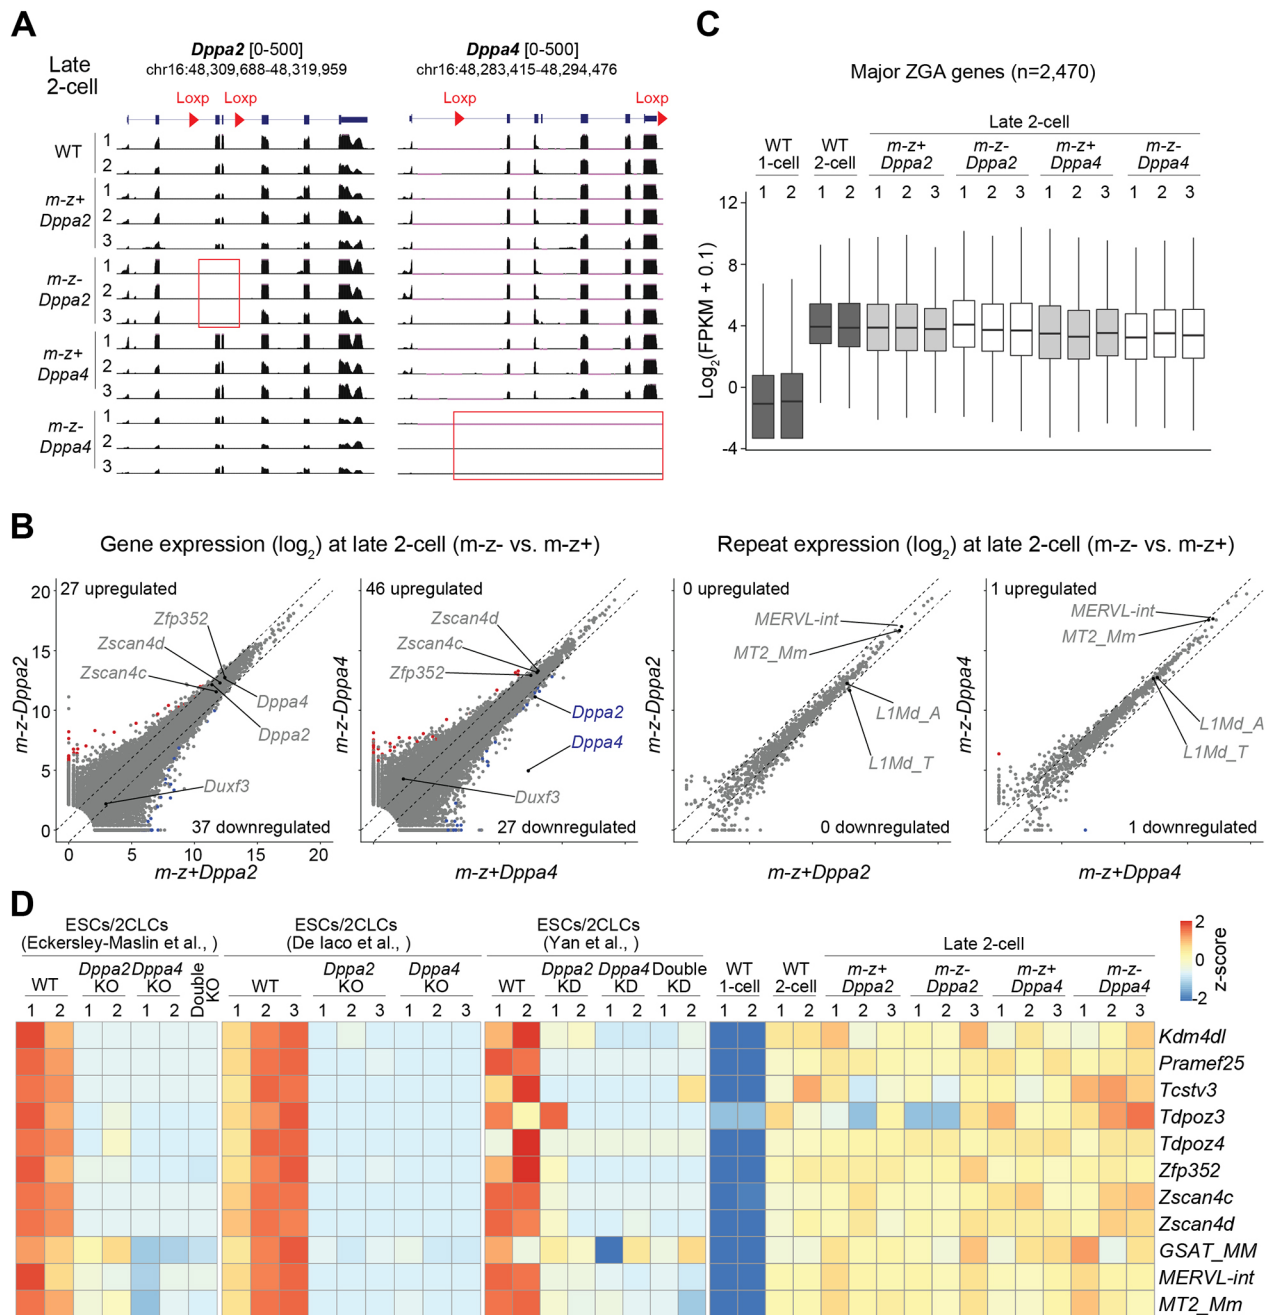 A
Late
2-cell
Dppa2 [0-500]
chr16:48,309,688-48,319,959
Dppa4 [0-500]
chr16:48,283,415-48,294,476
Loxp Loxp Loxp Loxp
WT
1
2
m-z+
Dppa2
1
2
3
m-z-
Dppa2
1
2
3
m-z+
Dppa4
1
2
3
m-z-
Dppa4
1
2
3
C
Major ZGA genes (n=2,470)
Late 2-cell
WT
1-cell
WT
2-cell
m-z+
Dppa2
m-z-
Dppa2
m-z+
Dppa4
m-z-
Dppa4
1 2 1 2 1 2 3 1 2 3 1 2 3 1 2 3
Log2(FPKM + 0.1)
12
8
4
0
-4
B
Gene expression (log2) at late 2-cell (m-z- vs. m-z+)
Repeat expression (log2) at late 2-cell (m-z- vs. m-z+)
m-z-Dppa2
20
15
10
5
0
27 upregulated
Zfp352
Zscan4d
Zscan4c
Dppa4
Dppa2
Duxf3
37 downregulated
0 5 10 15 20
m-z+Dppa2
m-z-Dppa4
46 upregulated
Zscan4d
Zscan4c
Zfp352
Dppa2
Dppa4
Duxf3
27 downregulated
m-z+Dppa4
m-z-Dppa2
0 upregulated
MERVL-int
MT2_Mm
L1Md_A
L1Md_T
0 downregulated
m-z+Dppa2
m-z-Dppa4
1 upregulated
MERVL-int
MT2_Mm
L1Md_A
L1Md_T
1 downregulated
m-z+Dppa4
D
ESCs/2CLCs
(Eckersley-Maslin et al., )
WT
Dppa2
KO
Dppa4
KO
Double
KO
1 2 1 2 1 2
ESCs/2CLCs
(De Iaco et al., )
WT
Dppa2
KO
Dppa4
KO
1 2 3 1 2 3 1 2 3
ESCs/2CLCs
(Yan et al., )
WT
Dppa2
KD
Dppa4
KD
Double
KD
1 2 1 2 1 2 1 2
WT
1-cell
WT
2-cell
Late 2-cell
m-z+
Dppa2
m-z-
Dppa2
m-z+
Dppa4
m-z-
Dppa4
1 2 1 2 1 2 3 1 2 3 1 2 3 1 2 3
2
0
-2
z-score
Kdm4dl
Pramef25
Tcstv3
Tdpoz3
Tdpoz4
Zfp352
Zscan4c
Zscan4d
GSAT_MM
MERVL-int
MT2_Mm